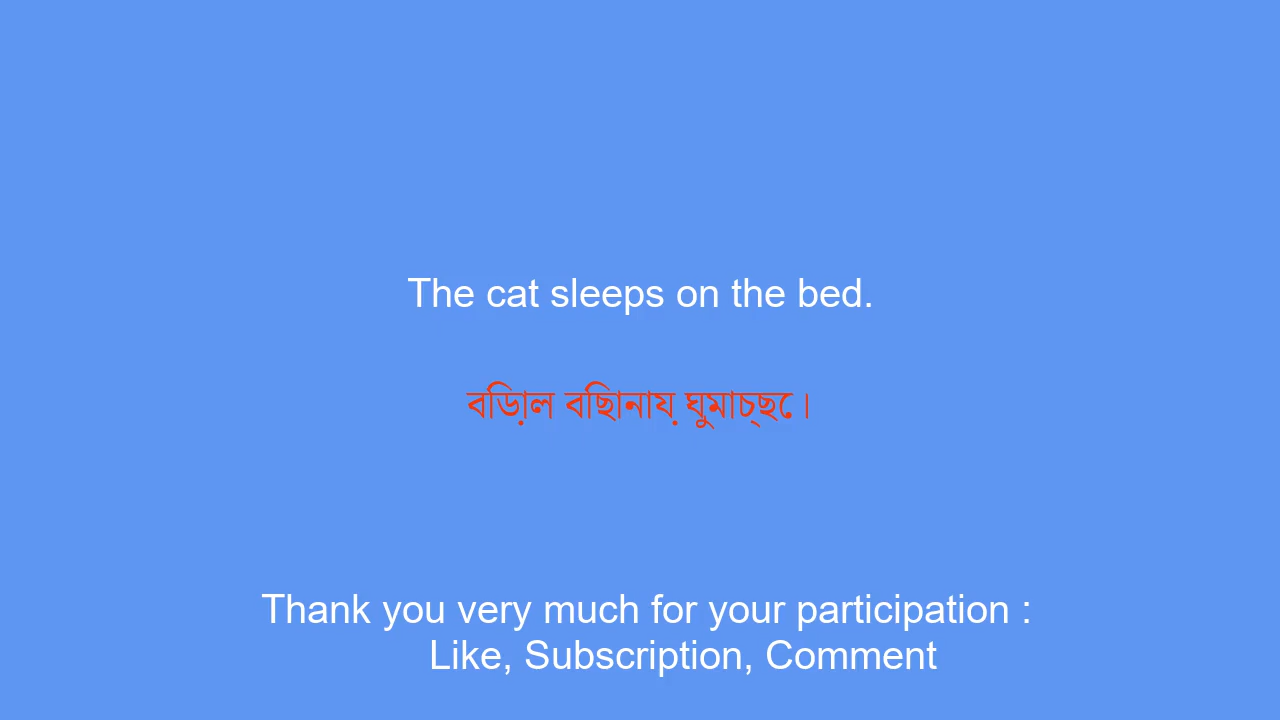 The cat sleeps on the bed.
বিড়াল বিছানায় ঘুমাচ্ছে।
Thank you very much for your participation :
Like, Subscription, Comment